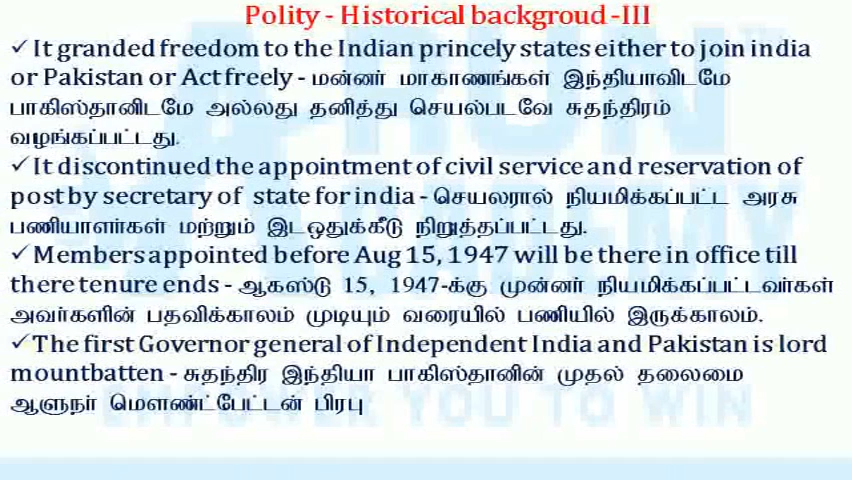 Polity - Historical backgroud -III
✓It granded freedom to the Indian princely states either to join india
or Pakistan or Act freely - மன்னர் மாகாணங்கள் இந்தியாவிடமே
பாகிஸ்தானிடமே அல்லது தனித்து செயல்படவே சுதந்திரம்
வழங்கப்பட்டது.
✓It discontinued the appointment of civil service and reservation of
post by secretary of state for india - செயலரால் நியமிக்கப்பட்ட அரசு
பணியாளர்கள் மற்றும் இடஒதுக்கீடு நிறுத்தப்பட்டது.
✓Members appointed before Aug 15, 1947 will be there in office till
there tenure ends - ஆகஸ்டு 15, 1947-க்கு முன்னர் நியமிக்கப்பட்டவர்கள்
அவர்களின் பதவிக்காலம் முடியும் வரையில் பணியில் இருக்காலம்.
✓The first Governor general of Independent India and Pakistan is lord
mountbatten - சுதந்திர இந்தியா பாகிஸ்தானின் முதல் தலைமை
ஆளுநர் மௌண்ட்பேட்டன் பிரபு
EMPOWER YOU TO WIN